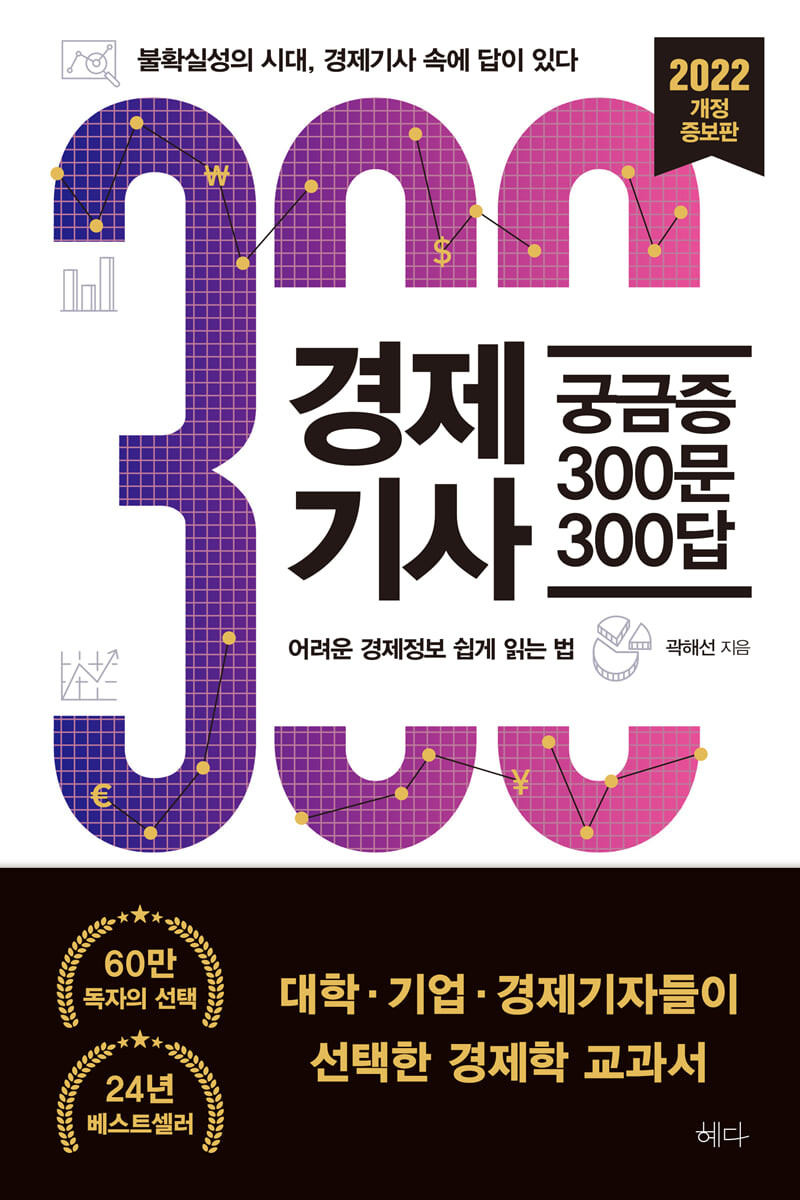 불확실성의 시대, 경제기사 속에 답이 있다
2022
개정
증보판
300
₩
$
경제
기사
궁금증
300문
300답
어려운 경제정보 쉽게 읽는 법
곽해선 지음
€
¥
60만
독자의 선택
24년
베스트셀러
대학·기업·경제기자들이
선택한 경제학 교과서
혜다